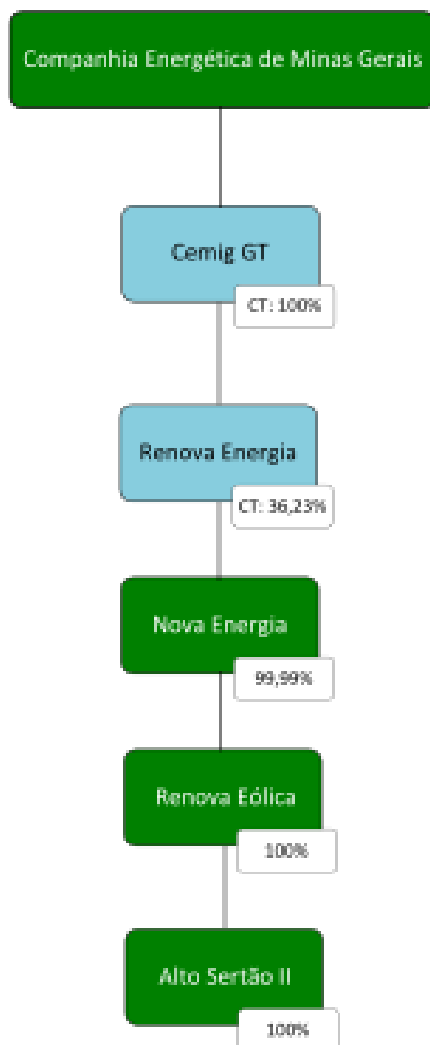 Companhia Energética de Minas Gerais
Cemig GT
CT: 100%
Renova Energia
CT: 36,23%
Nova Energia
99,99%
Renova Eólica
100%
Alto Sertão II
100%